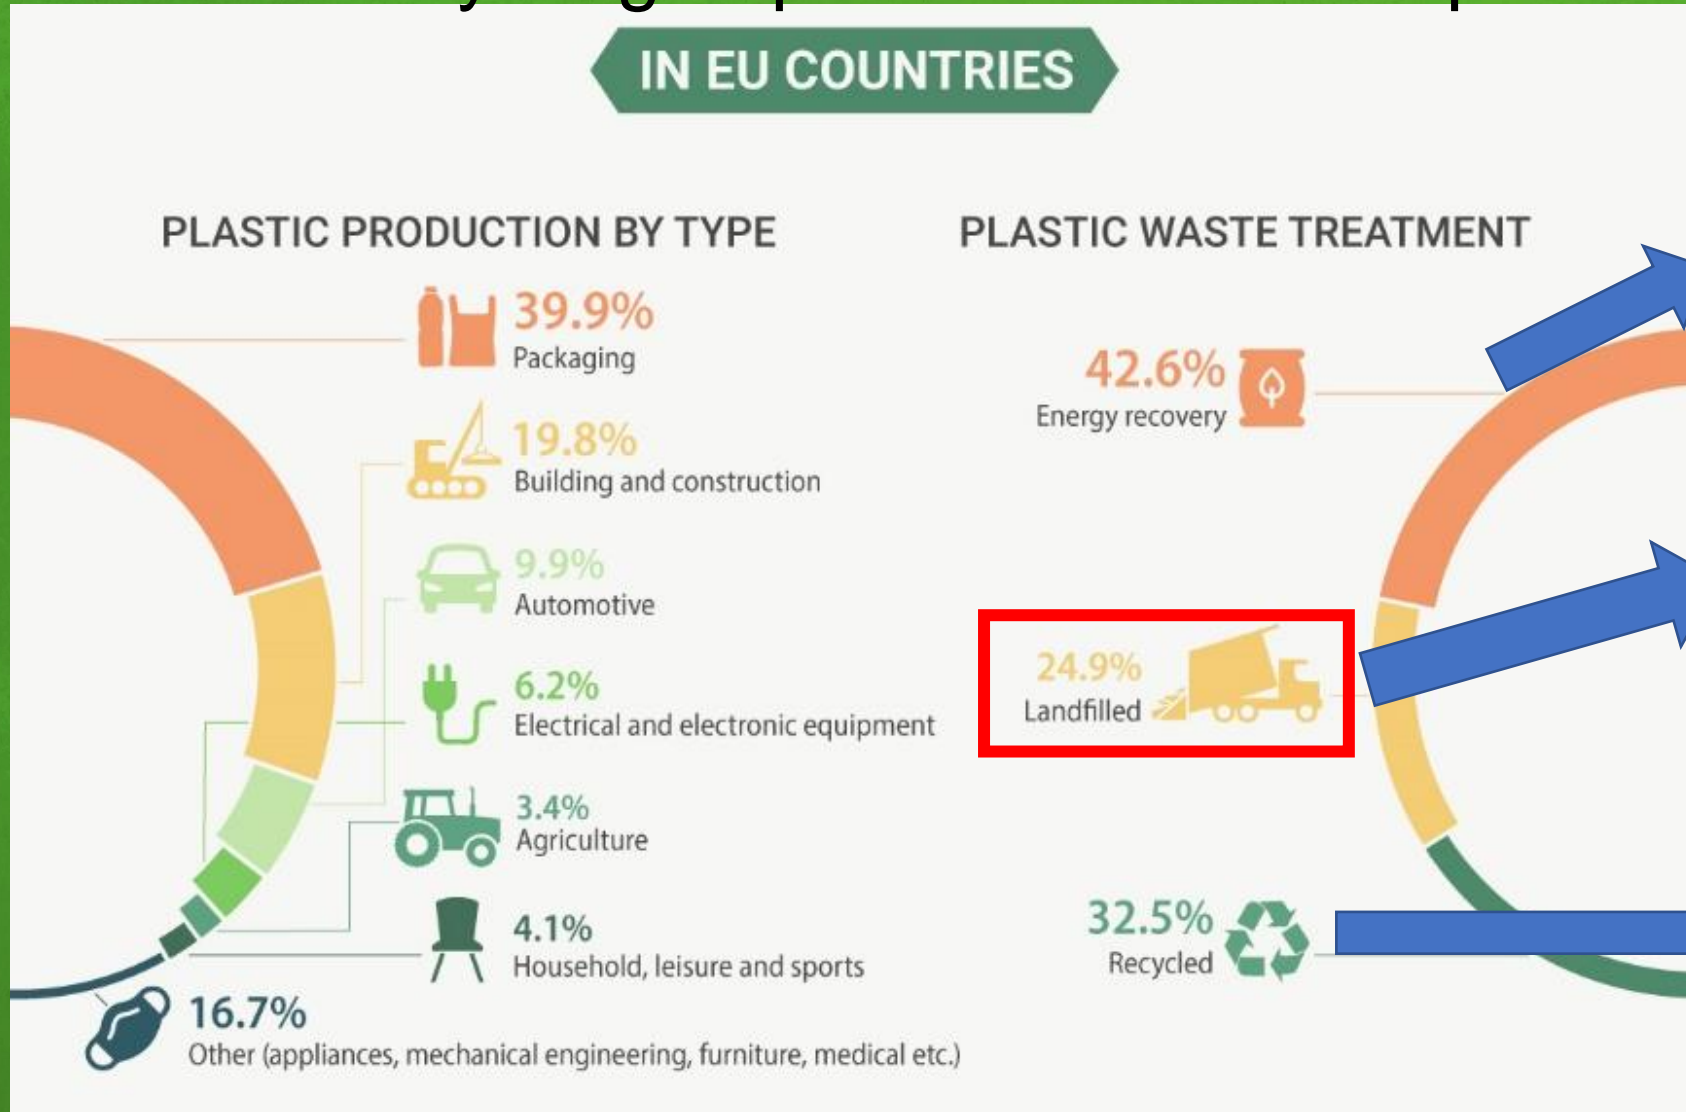 IN EU COUNTRIES
PLASTIC PRODUCTION BY TYPE
39.9%
Packaging
19.8%
Building and construction
9.9%
Automotive
6.2%
Electrical and electronic equipment
3.4%
Agriculture
4.1%
Household, leisure and sports
16.7%
Other (appliances, mechanical engineering, furniture, medical etc.)
PLASTIC WASTE TREATMENT
42.6%
Energy recovery
24.9%
Landfilled
32.5%
Recycled